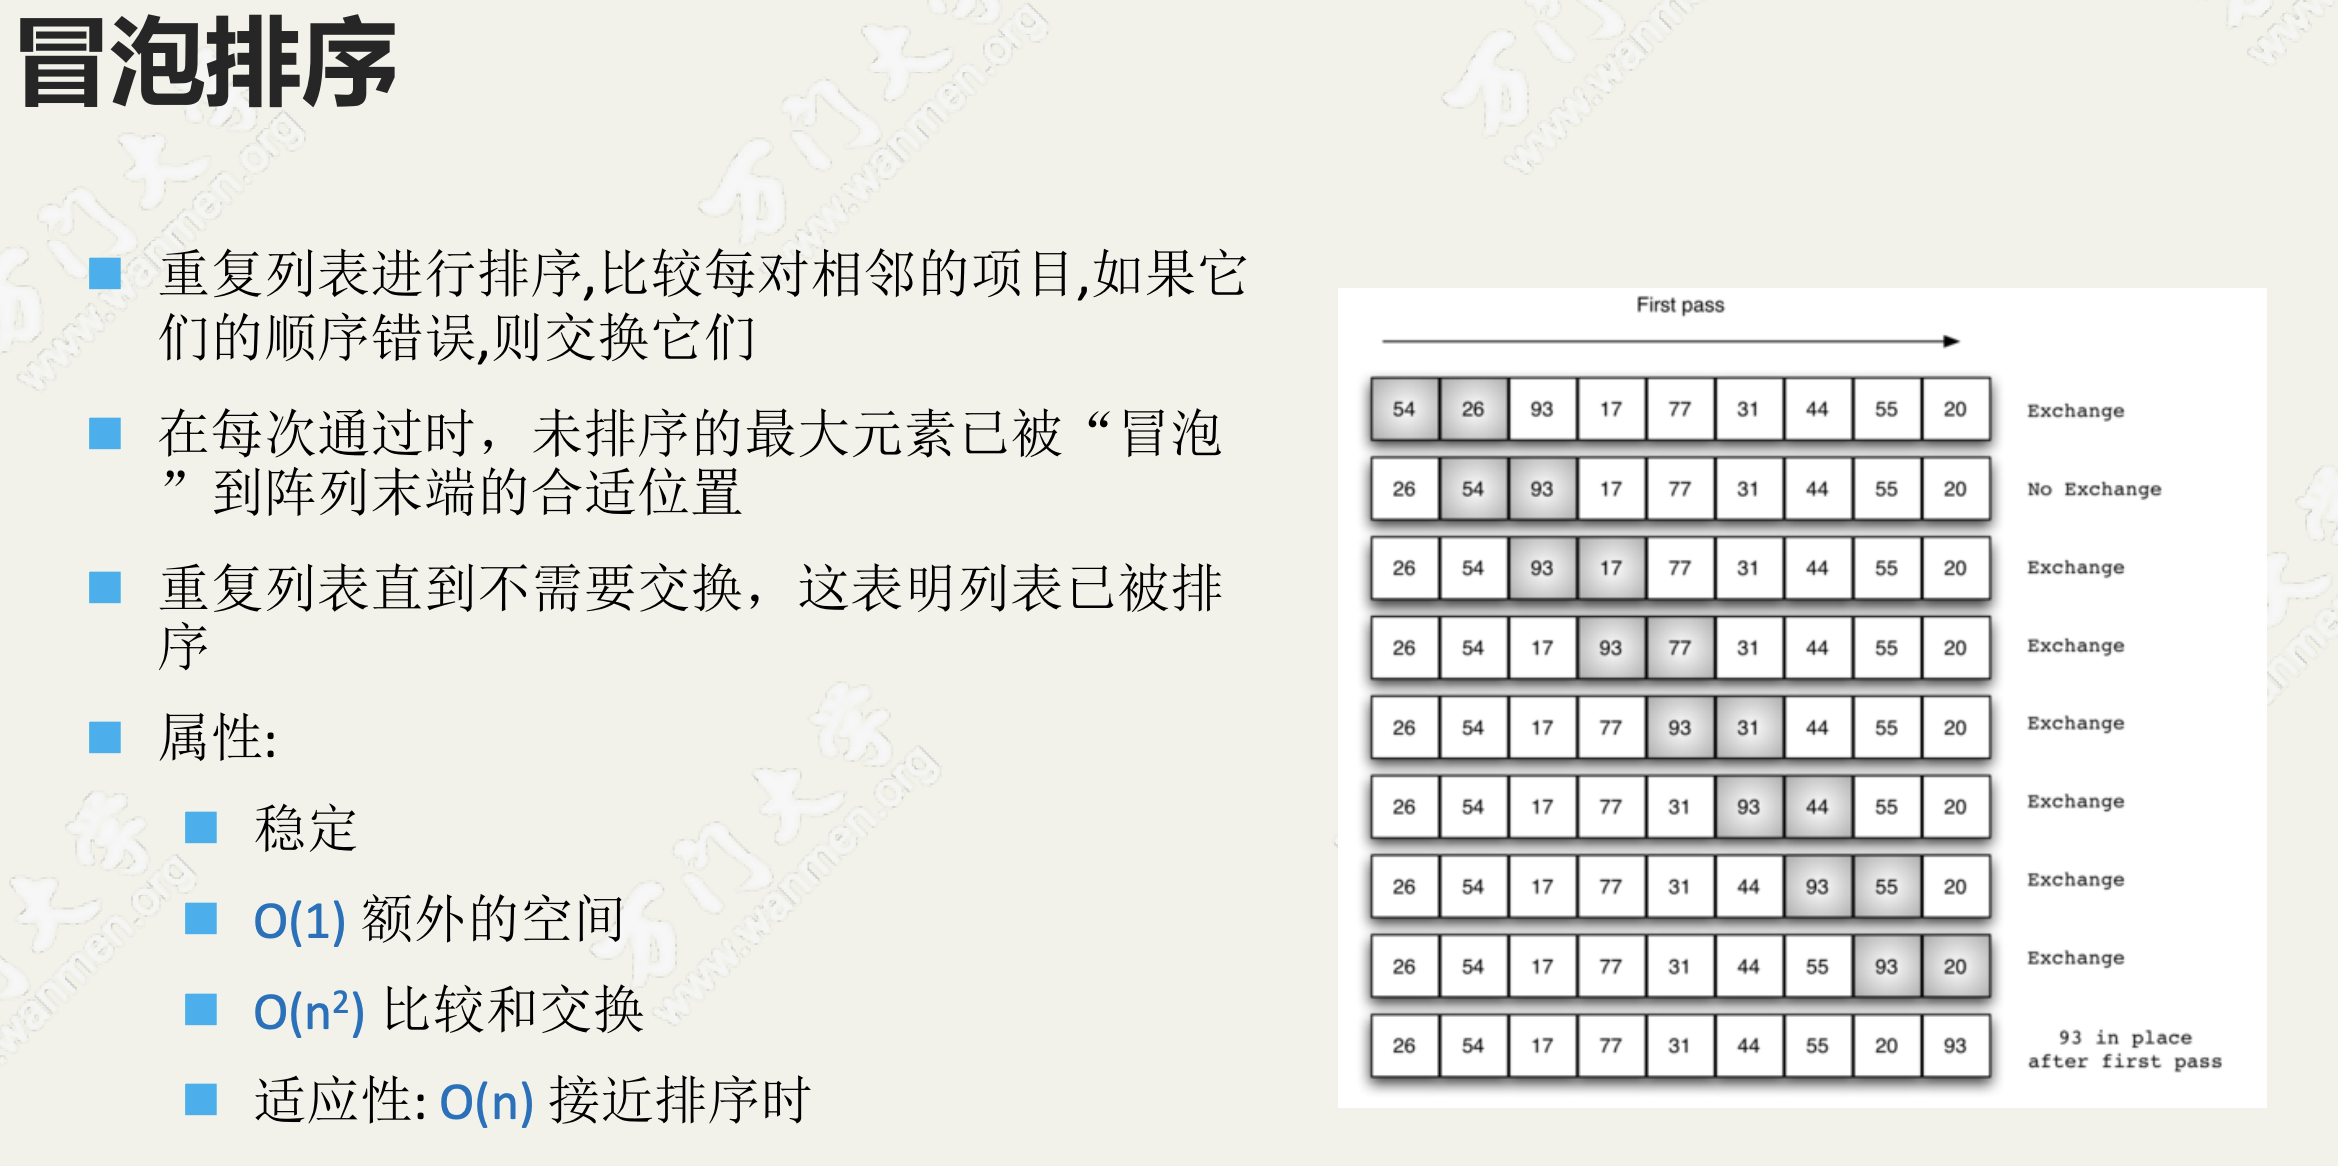 冒泡排序
重复列表进行排序,比较每对相邻的项目,如果它
们的顺序错误,则交换它们
在每次通过时，未排序的最大元素已被“冒泡
”到阵列末端的合适位置
重复列表直到不需要交换，这表明列表已被排
序
属性:
稳定
O(1) 额外的空间
O(n²) 比较和交换
适应性: O(n) 接近排序时
First pass
54 26 93 17 77 31 44 55 20 Exchange
26 54 93 17 77 31 44 55 20 No Exchange
26 54 93 17 77 31 44 55 20 Exchange
26 54 17 93 77 31 44 55 20 Exchange
26 54 17 77 93 31 44 55 20 Exchange
26 54 17 77 31 93 44 55 20 Exchange
26 54 17 77 31 44 93 55 20 Exchange
26 54 17 77 31 44 55 93 20 Exchange
26 54 17 77 31 44 55 20 93 93 in place
after first pass
万门大学
www.wanmen.org